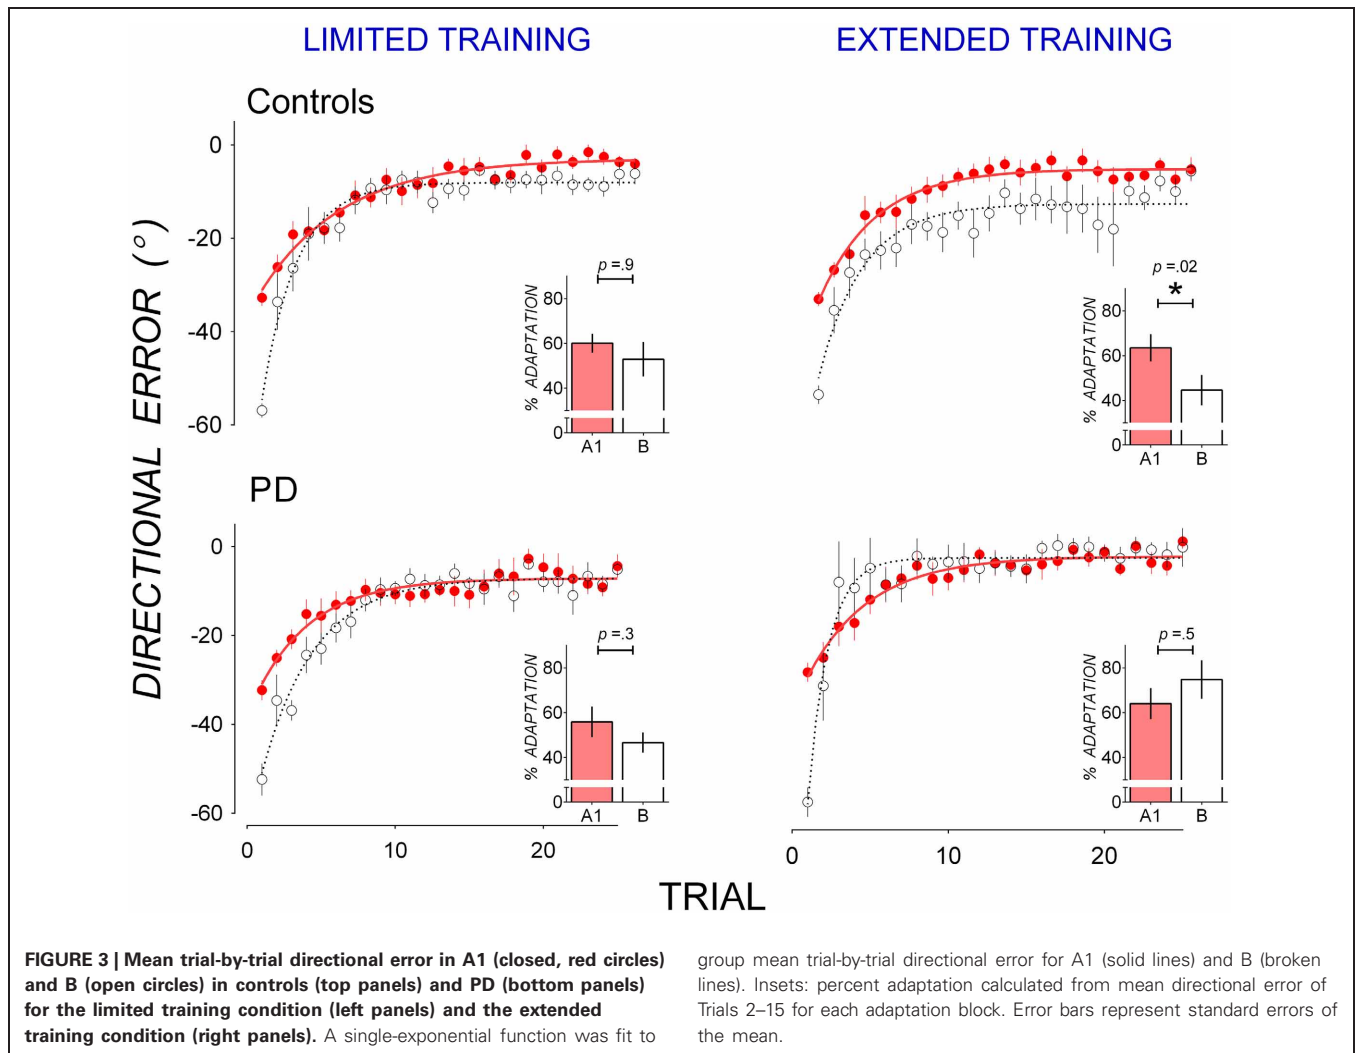 LIMITED TRAINING
EXTENDED TRAINING
Controls
DIRECTIONAL ERROR (°)
0
-20
-40
-60
p =.9
% ADAPTATION
80
60
40
0
A1
B
p =.02
*
% ADAPTATION
80
60
40
0
A1
B
PD
0
-20
-40
-60
0
10
20
p =.3
% ADAPTATION
80
60
40
0
A1
B
p =.5
% ADAPTATION
80
60
40
0
A1
B
0
10
20
TRIAL
FIGURE 3 | Mean trial-by-trial directional error in A1 (closed, red circles)
and B (open circles) in controls (top panels) and PD (bottom panels)
for the limited training condition (left panels) and the extended
training condition (right panels). A single-exponential function was fit to
group mean trial-by-trial directional error for A1 (solid lines) and B (broken
lines). Insets: percent adaptation calculated from mean directional error of
Trials 2–15 for each adaptation block. Error bars represent standard errors of
the mean.